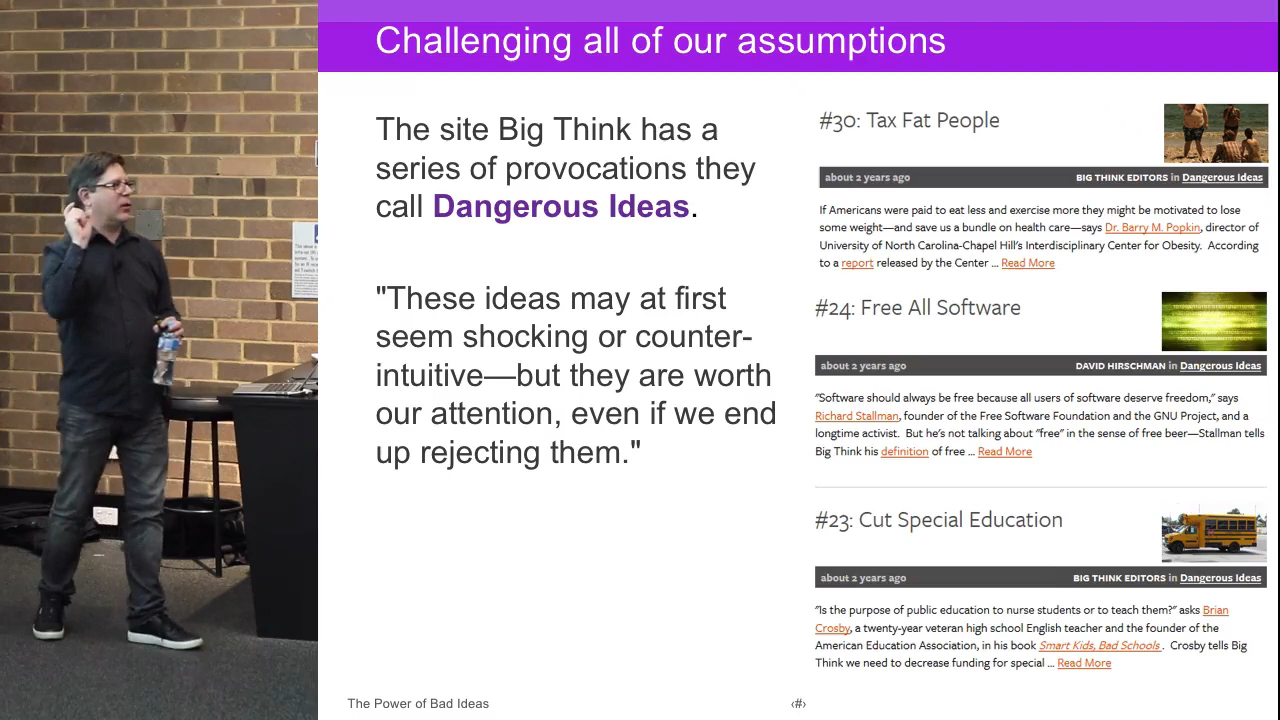 Challenging all of our assumptions
The site Big Think has a
series of provocations they
call Dangerous Ideas.
"These ideas may at first
seem shocking or counter-
intuitive—but they are worth
our attention, even if we end
up rejecting them."
#30: Tax Fat People
about 2 years ago BIG THINK EDITORS in Dangerous Ideas
If Americans were paid to eat less and exercise more they might be motivated to lose
some weight—and save us a bundle on health care—says Dr. Barry M. Popkin, director of
University of North Carolina-Chapel Hill's Interdisciplinary Center for Obesity. According
to a report released by the Center ... Read More
#24: Free All Software
about 2 years ago DAVID HIRSCHMAN in Dangerous Ideas
"Software should always be free because all users of software deserve freedom," says
Richard Stallman, founder of the Free Software Foundation and the GNU Project, and a
longtime activist. But he's not talking about "free" in the sense of free beer—Stallman tells
Big Think his definition of free ... Read More
#23: Cut Special Education
about 2 years ago BIG THINK EDITORS in Dangerous Ideas
"Is the purpose of public education to nurse students or to teach them?" asks Brian
Crosby, a twenty-year veteran high school English teacher and the founder of the
American Education Association, in his book Smart Kids, Bad Schools . Crosby tells Big
Think we need to decrease funding for special ... Read More
The Power of Bad Ideas
‹#›